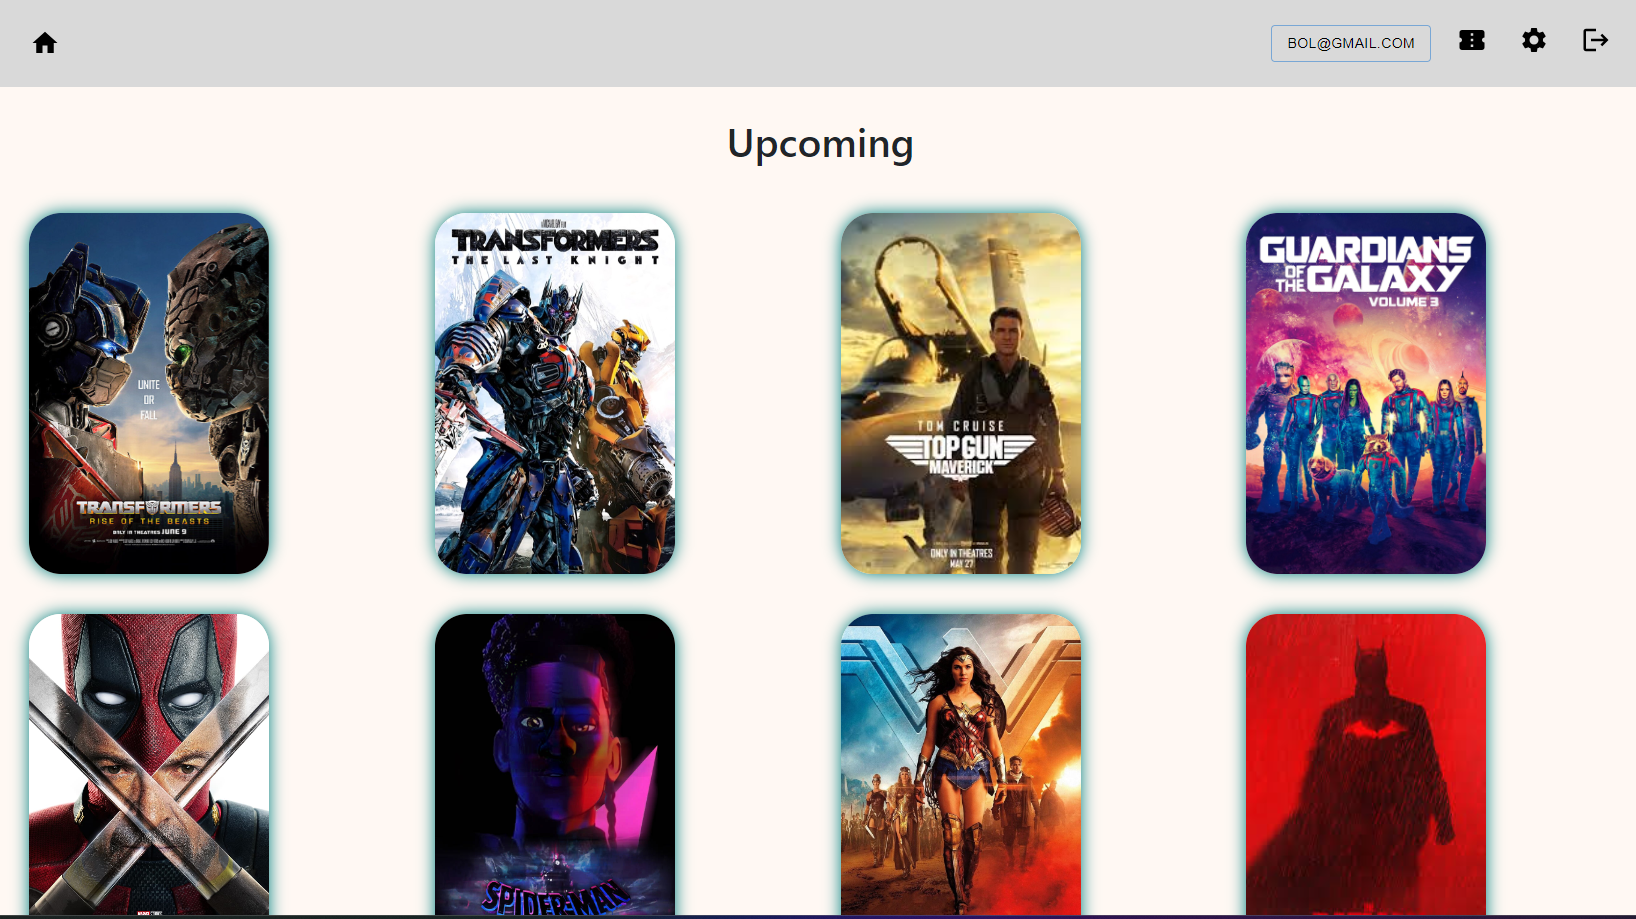 BOL@GMAIL.COM
Upcoming
UNITE
OR
FALL
TRANSFORMERS
RISE OF THE BEASTS
ONLY IN THEATRES JUNE 9
TRANSFORMERS
THE LAST KNIGHT
TOM CRUISE
TOP GUN
MAVERICK
ONLY IN THEATRES
MAY 27
GUARDIANS
OF THE GALAXY
VOLUME 3
SPIDER-MAN